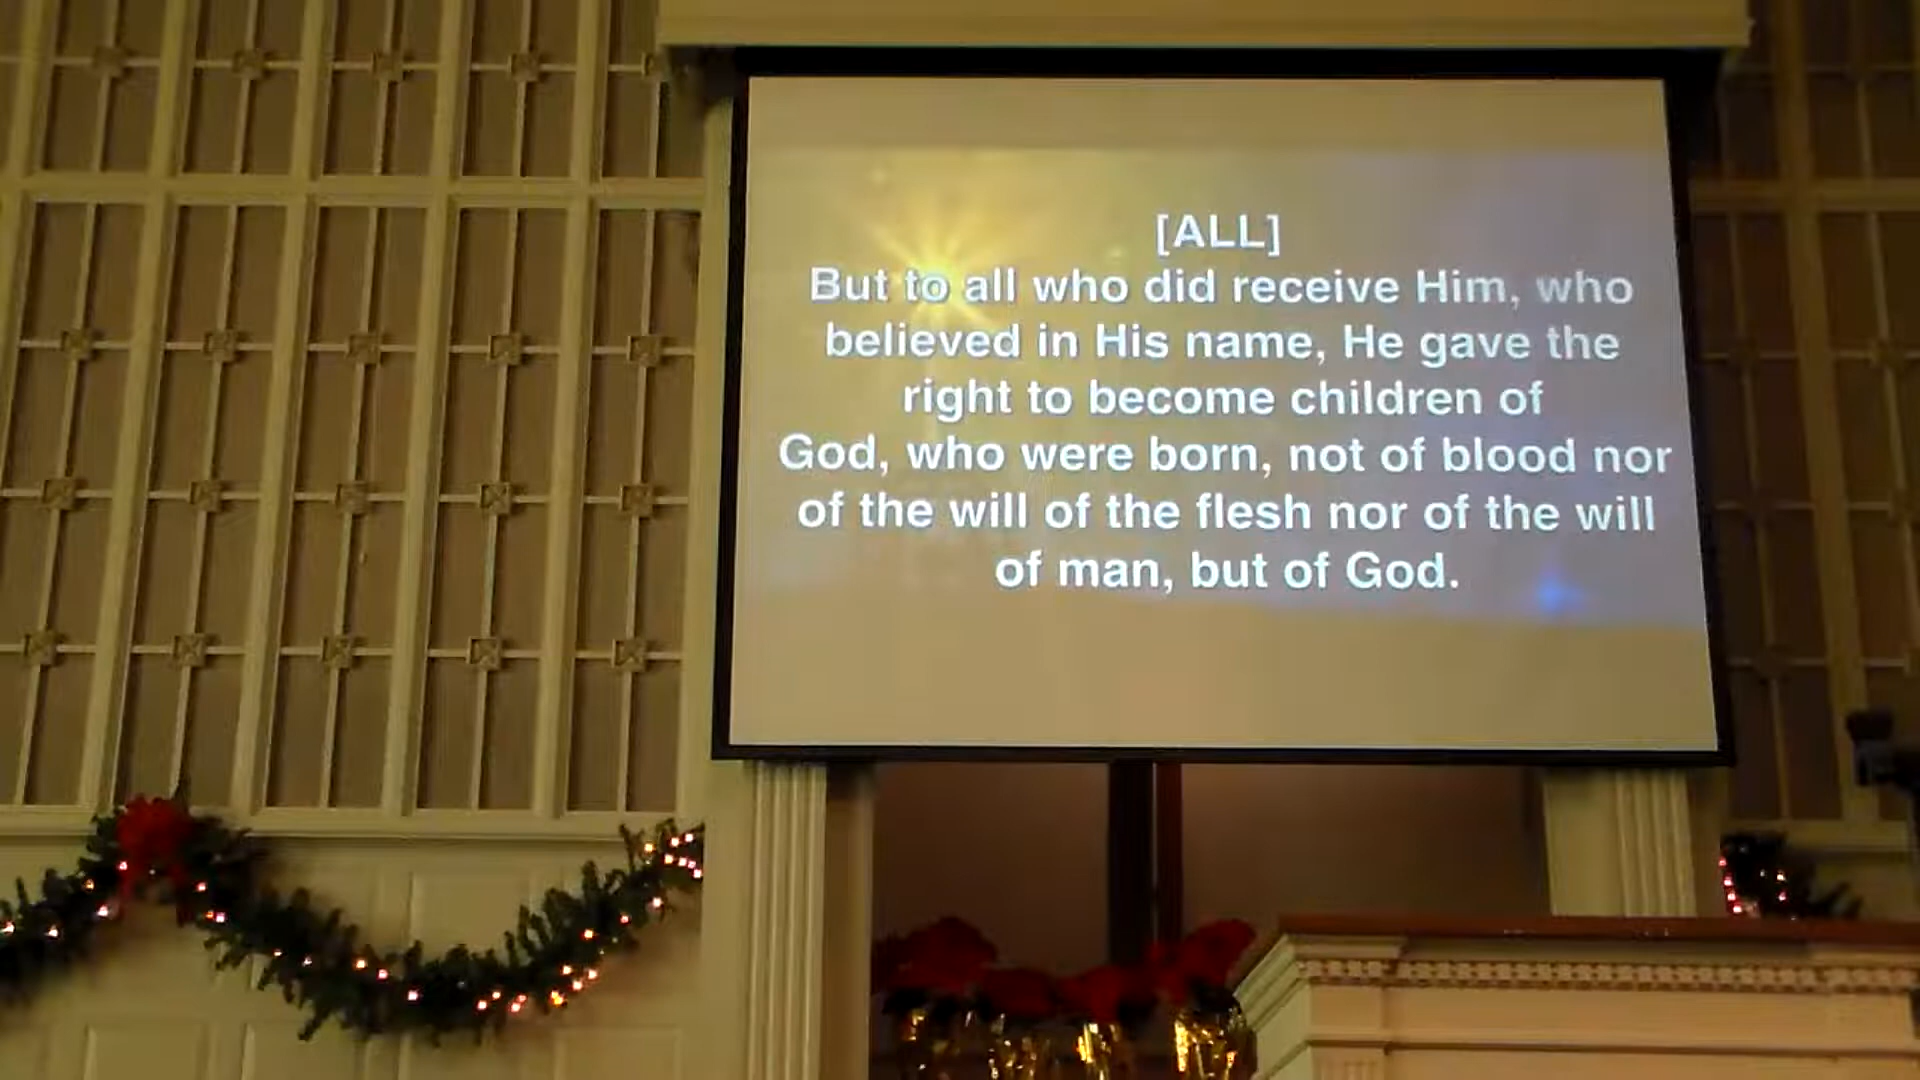 [ALL]
But to all who did receive Him, who
believed in His name, He gave the
right to become children of
God, who were born, not of blood nor
of the will of the flesh nor of the will
of man, but of God.